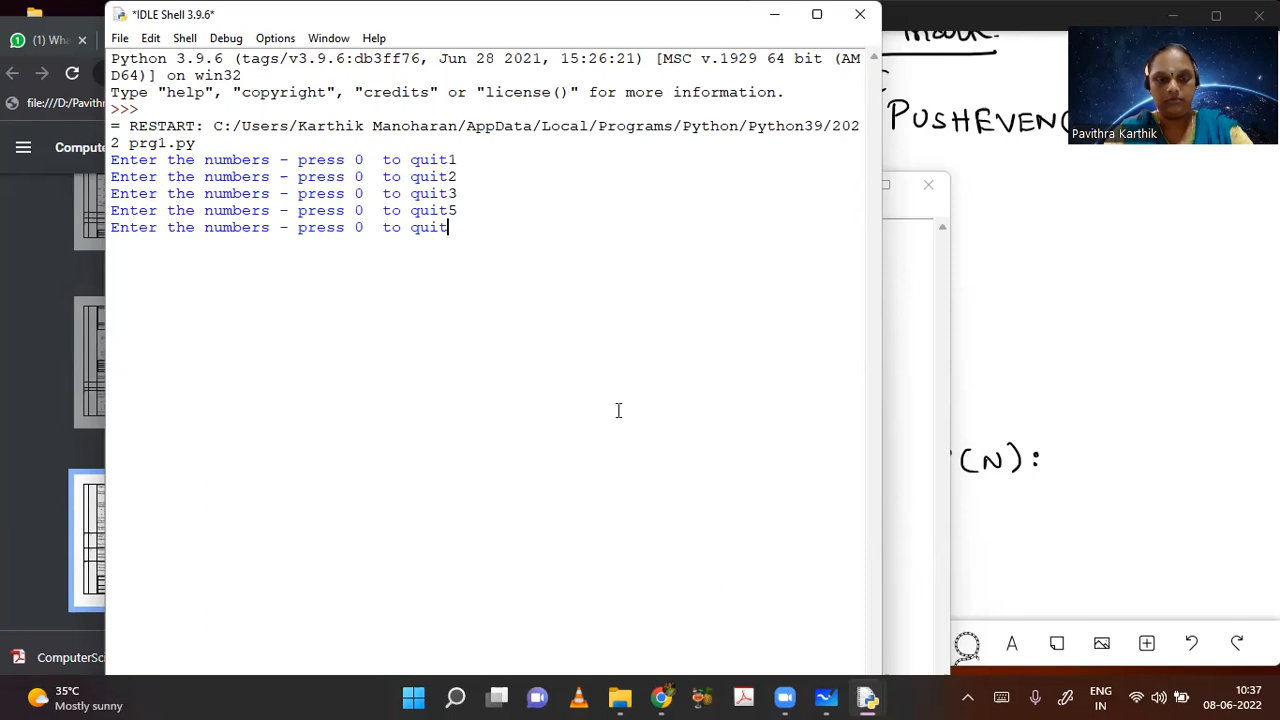 *IDLE Shell 3.9.6*
File Edit Shell Debug Options Window Help
Python 3.9.6 (tags/v3.9.6:db3ff76, Jun 28 2021, 15:26:21) [MSC v.1929 64 bit (AM
D64)] on win32
Type "help", "copyright", "credits" or "license()" for more information.
>>>
= RESTART: C:/Users/Karthik Manoharan/AppData/Local/Programs/Python/Python39/202
2 prg1.py
Enter the numbers - press 0  to quit1
Enter the numbers - press 0  to quit2
Enter the numbers - press 0  to quit3
Enter the numbers - press 0  to quit5
Enter the numbers - press 0  to quit
(1) Wha
file:///D:/Pavith
Compute
ComputerSc
PUSHEVEN
Pavithra Karthik
(N):
A
35°C
Mostly sunny
ENG
IN
10:37
08-06-2022